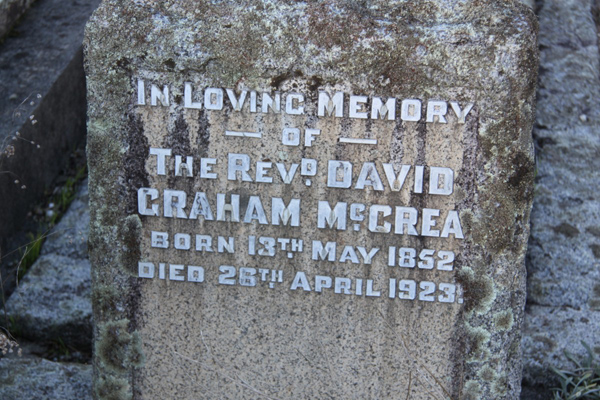 IN LOVING MEMORY
— OF —
THE REVD. DAVID
GRAHAM MCCREA
BORN 13TH MAY 1852
DIED 26TH APRIL 1923.